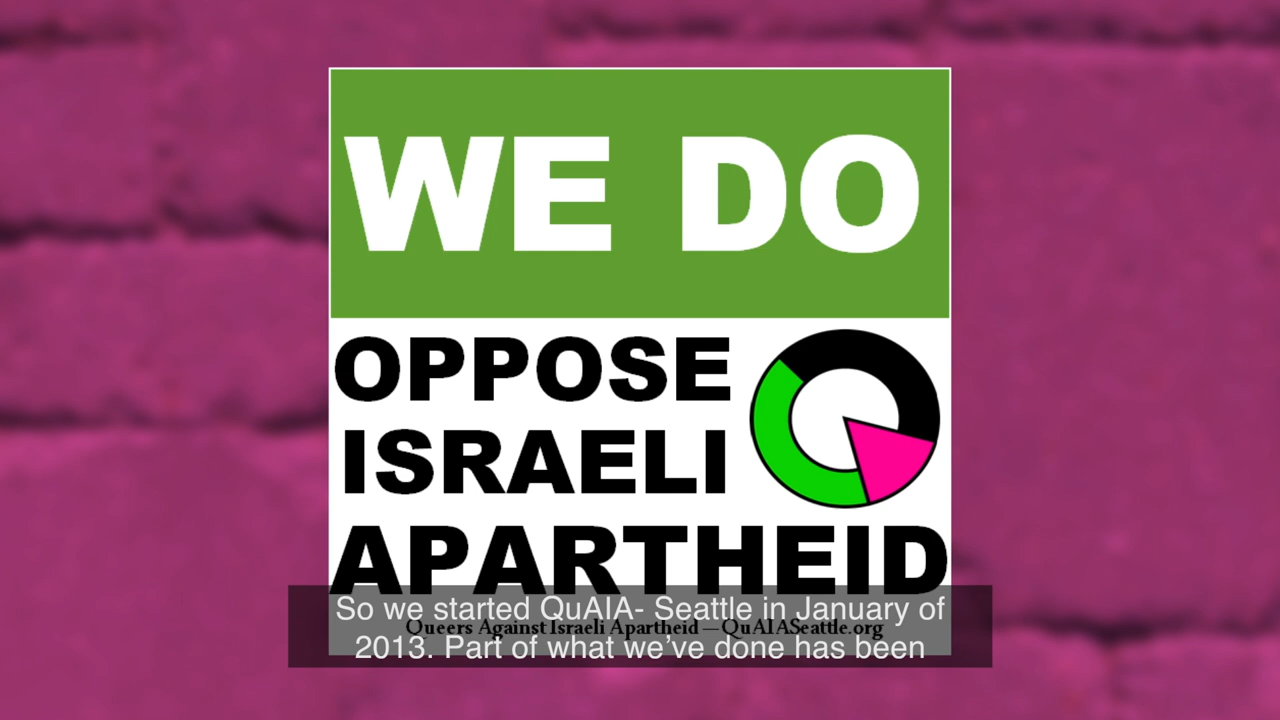 WE DO
OPPOSE
ISRAELI
APARTHEID
So we started QuAIA- Seattle in January of
Queers Against Israeli Apartheid — QuAIASeattle.org
2013. Part of what we've done has been